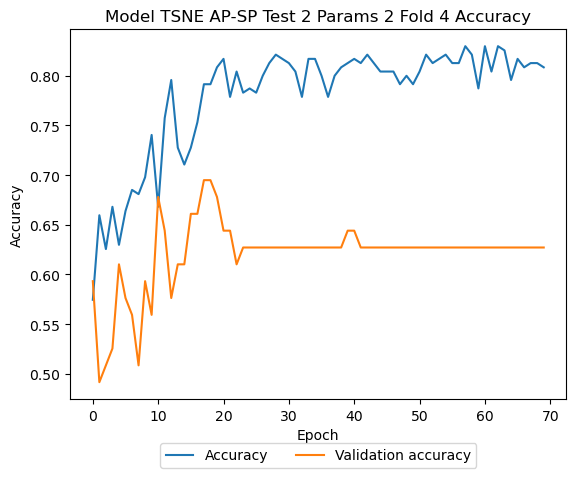 Model TSNE AP-SP Test 2 Params 2 Fold 4 Accuracy
0.80
0.75
0.70
0.65
0.60
0.55
0.50
Accuracy
0 10 20 30 40 50 60 70
Epoch
Accuracy Validation accuracy